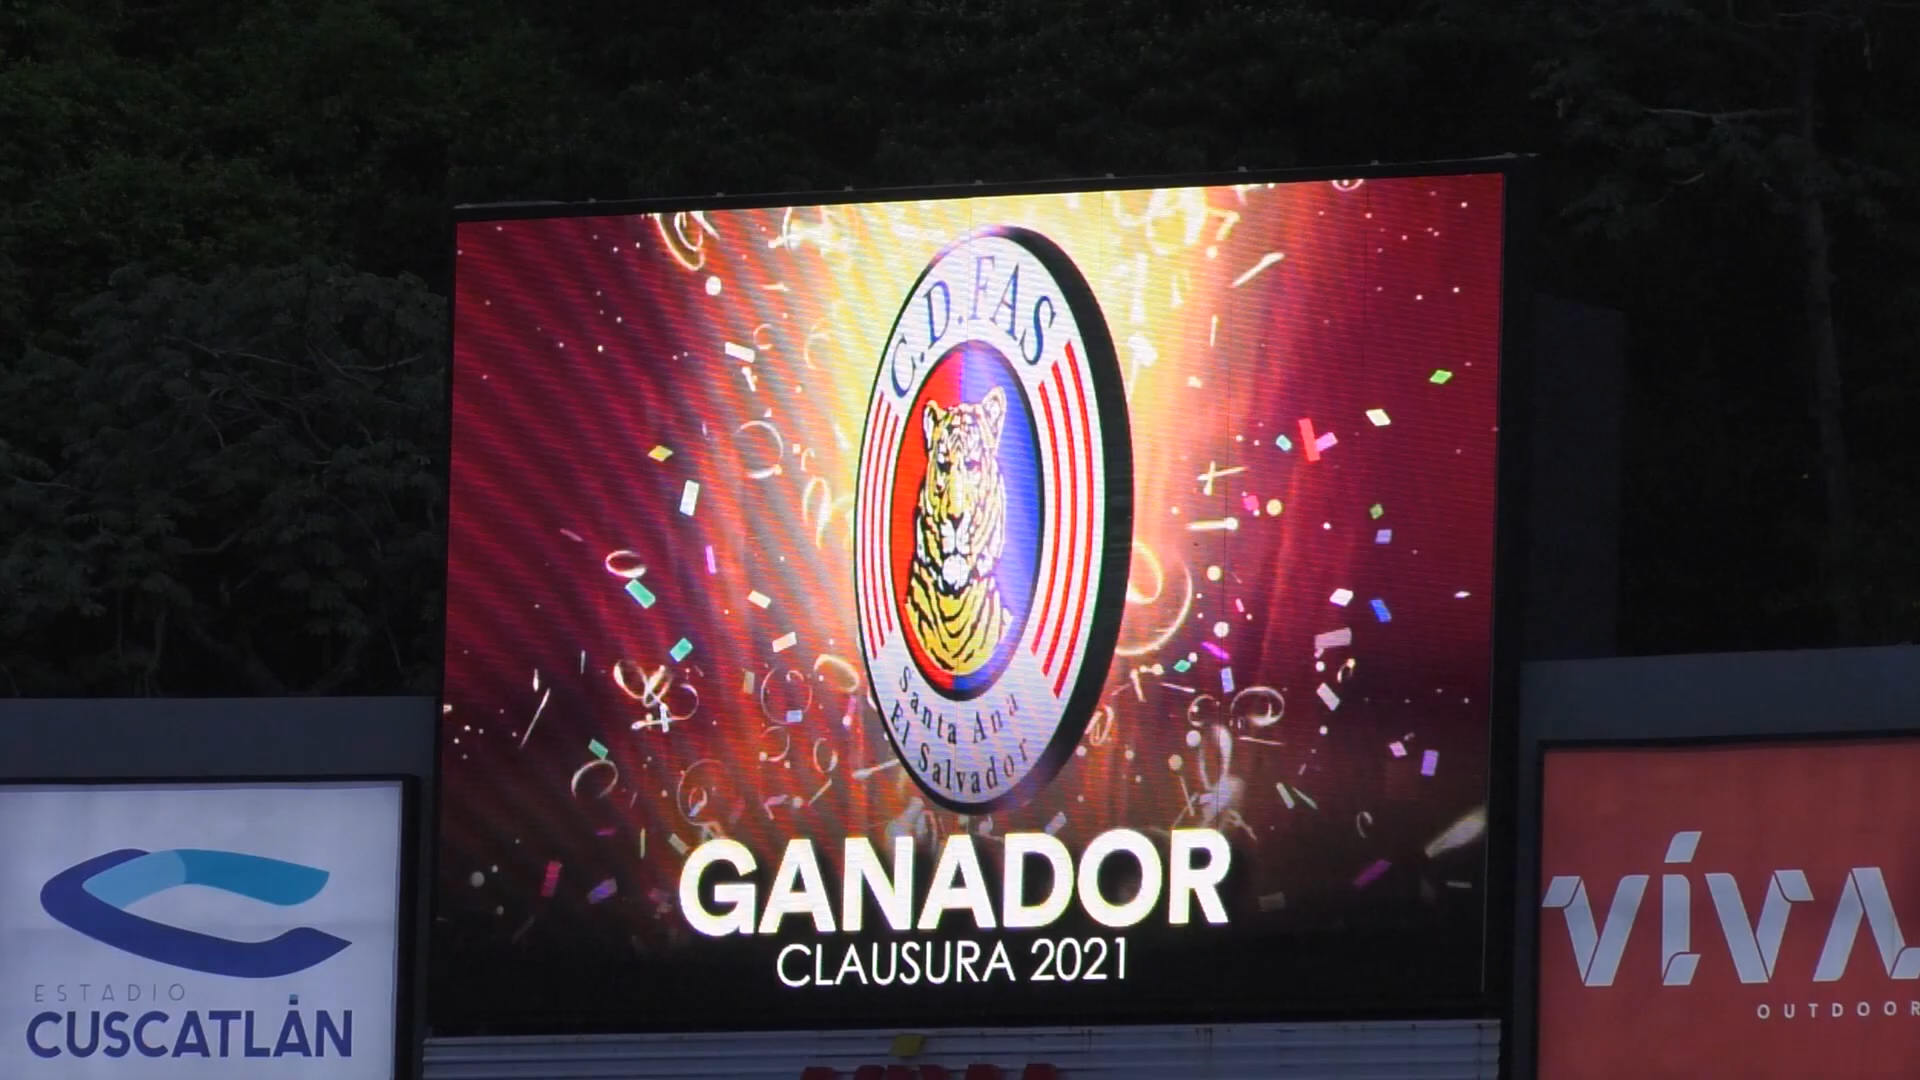 C.D.FAS
Santa Ana
El Salvador
GANADOR
CLAUSURA 2021
ESTADIO
CUSCATLÁN
VÍVA
OUTDOOR